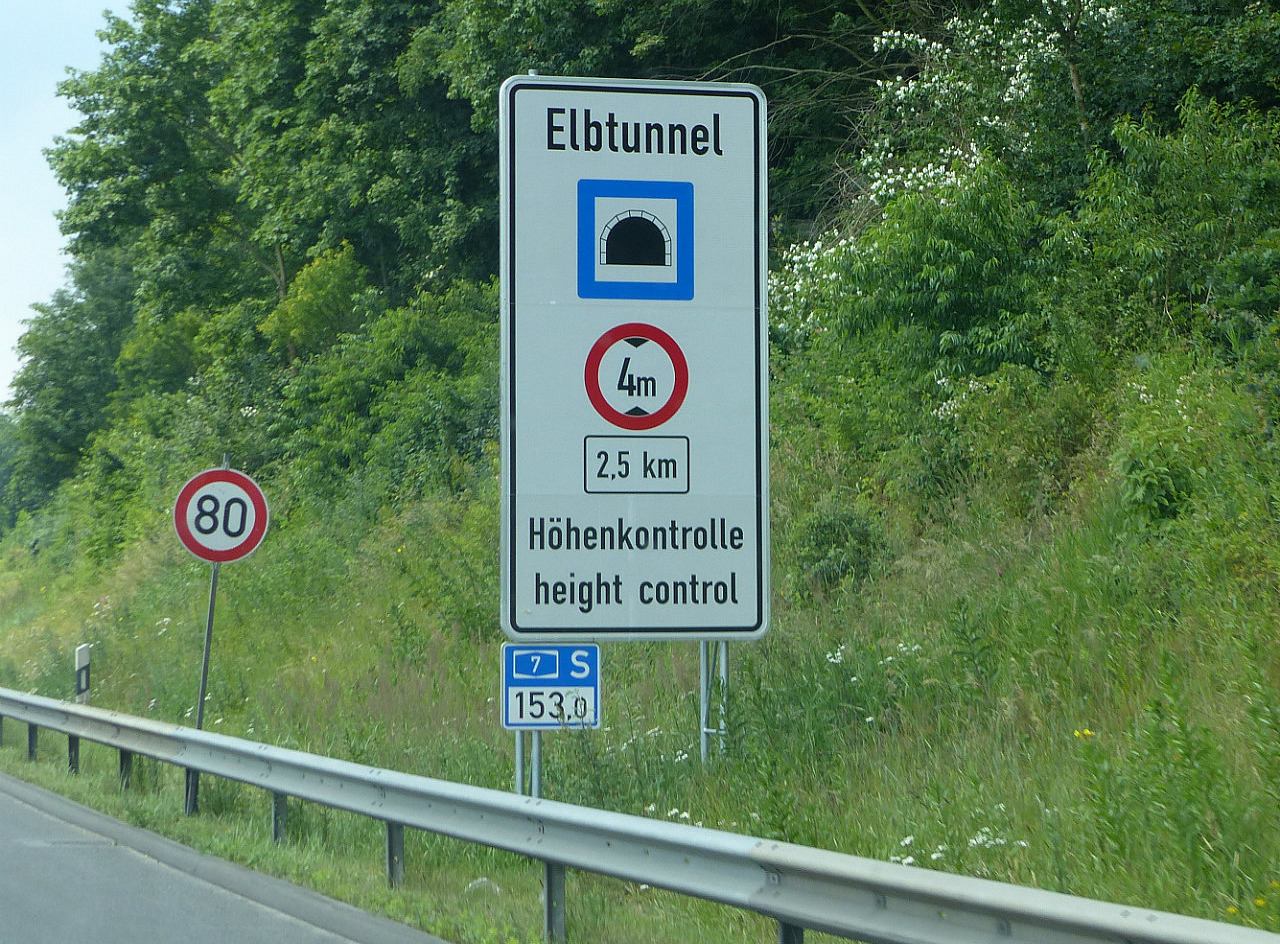 Elbtunnel
4m
2,5 km
Höhenkontrolle
height control
80
7 S
153,0